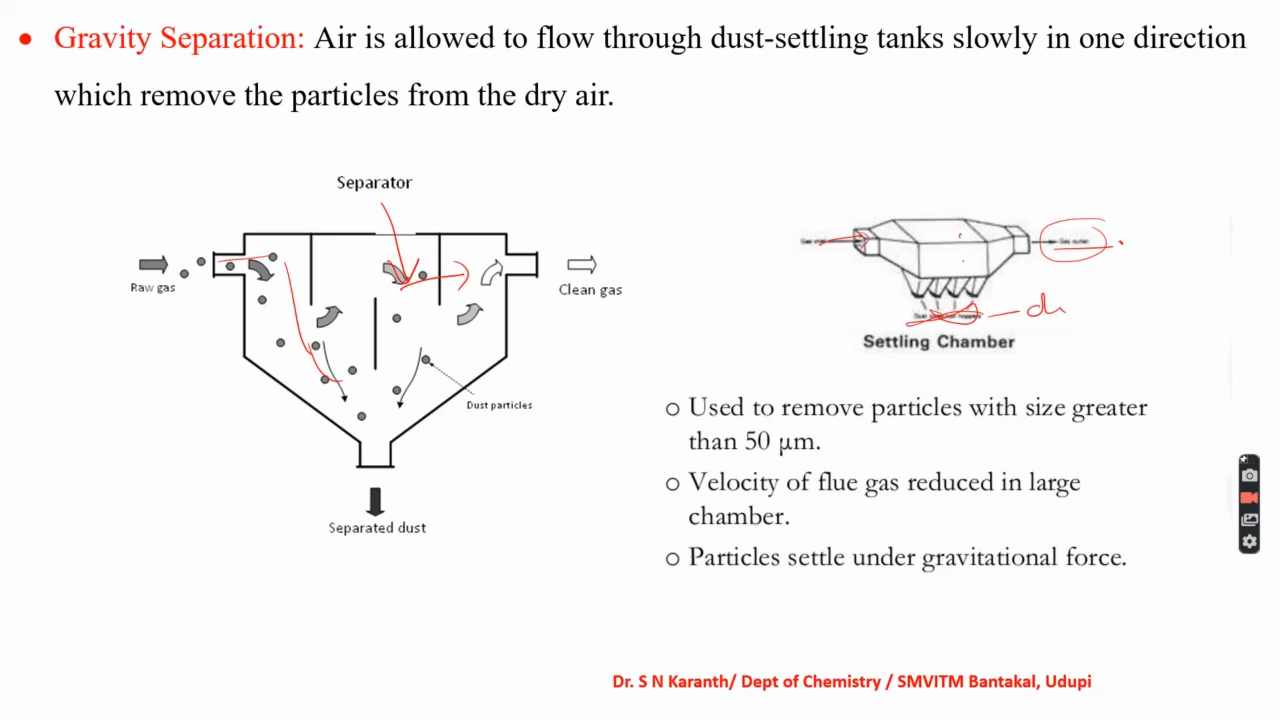 • Gravity Separation: Air is allowed to flow through dust-settling tanks slowly in one direction
which remove the particles from the dry air.
Separator
Raw gas
Clean gas
Dust particles
Separated dust
Gas outlet
Settling Chamber
o Used to remove particles with size greater
than 50 µm.
o Velocity of flue gas reduced in large
chamber.
o Particles settle under gravitational force.
Dr. S N Karanth/ Dept of Chemistry / SMVITM Bantakal, Udupi